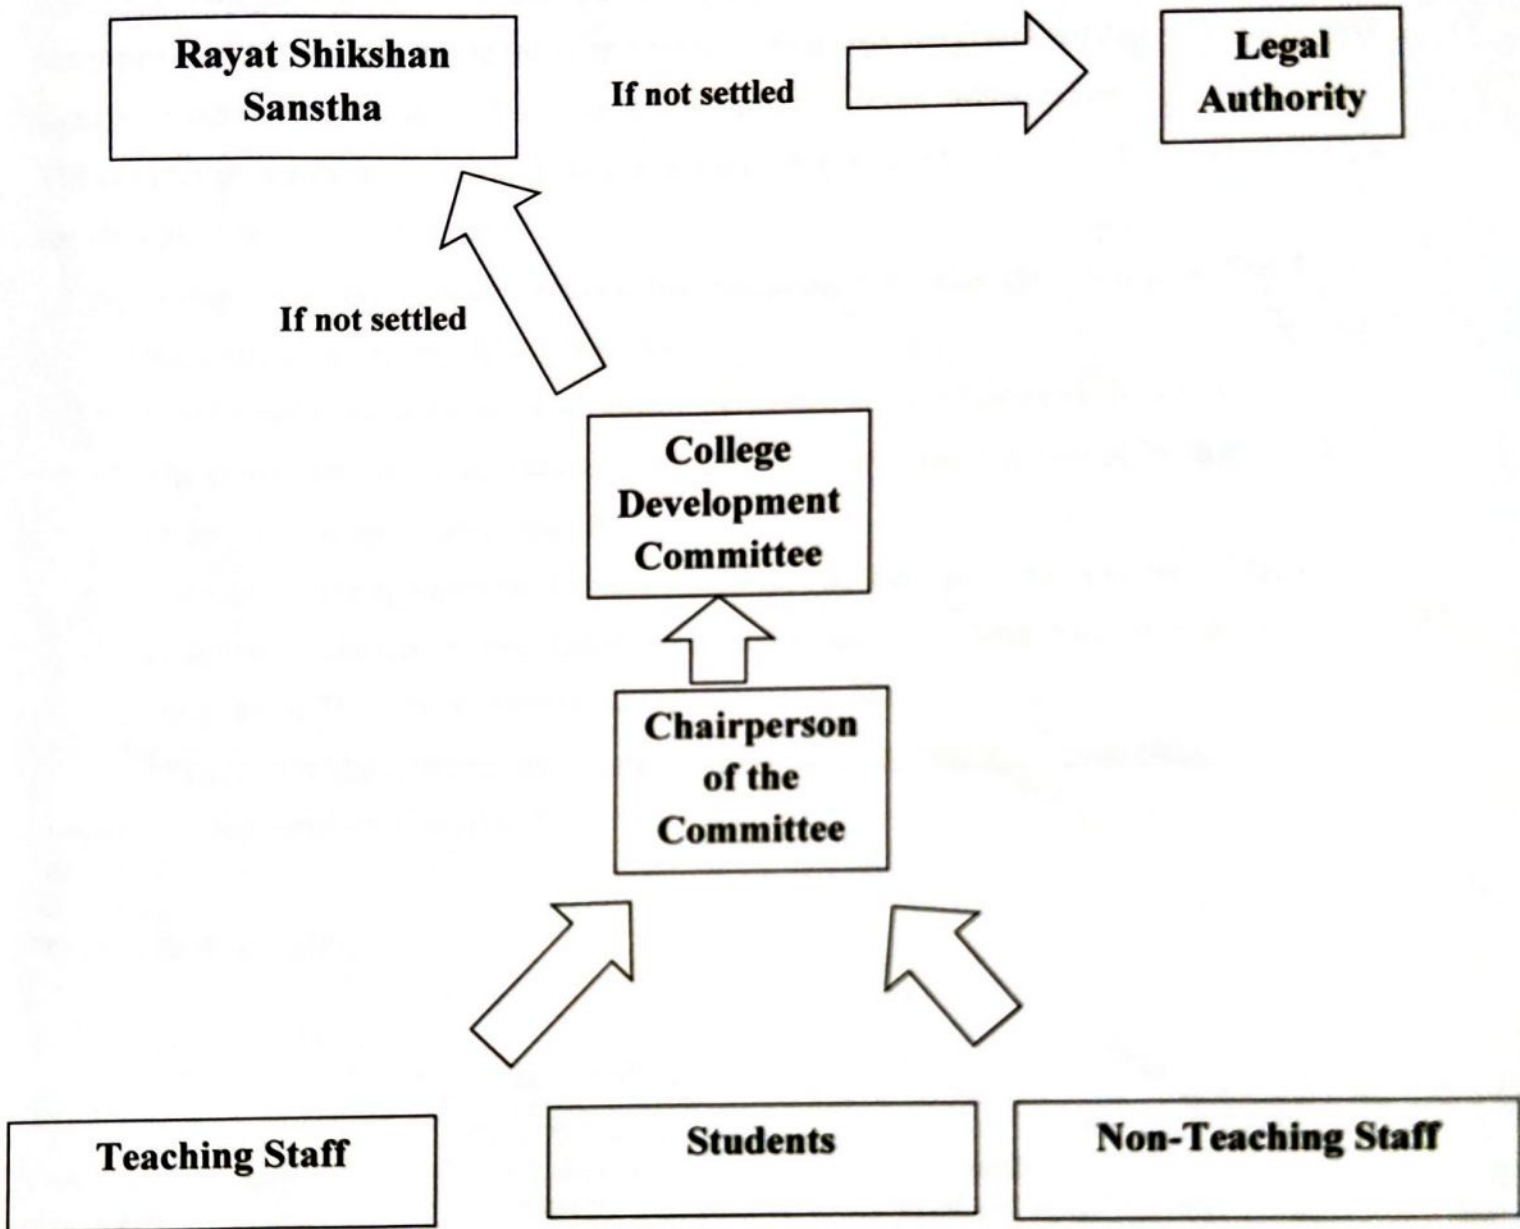 Rayat Shikshan
Sanstha
If not settled
Legal
Authority
If not settled
College
Development
Committee
Chairperson
of the
Committee
Teaching Staff
Students
Non-Teaching Staff